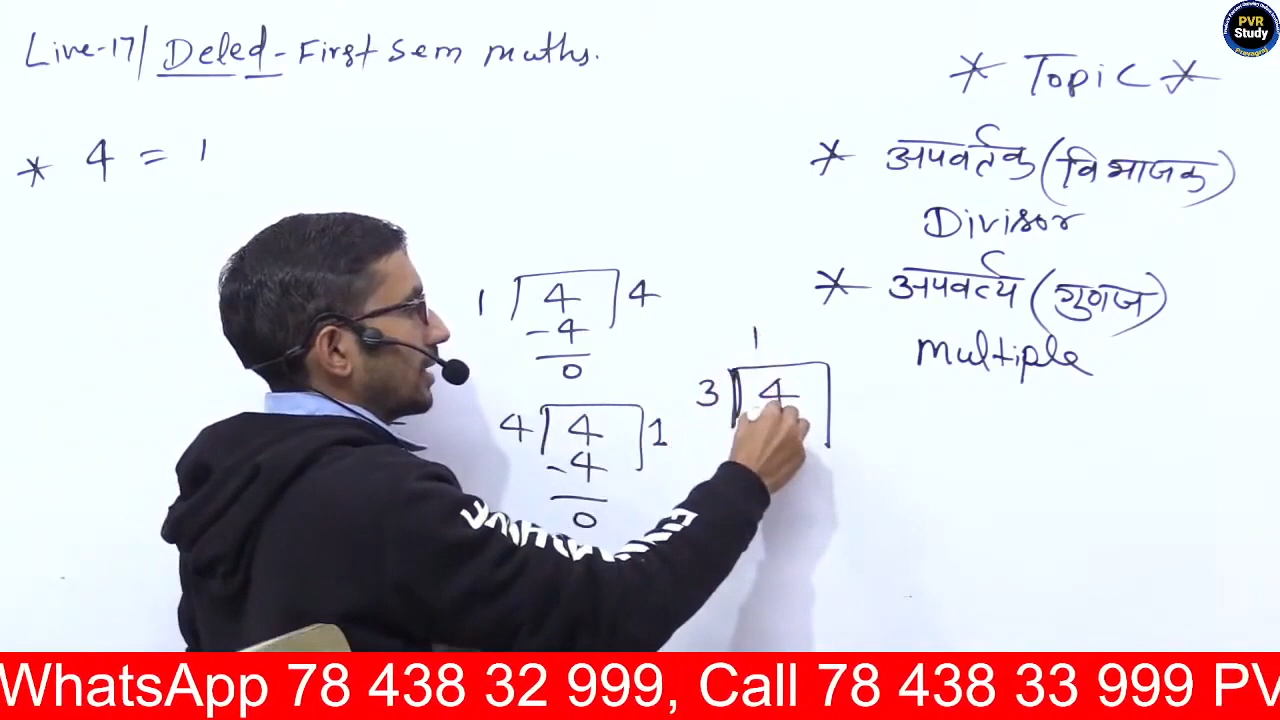 Live-17/ Deled-First Sem maths.
* 4 = 1
1 4 4
-4
0
4 4 1
-4
0
1
3 4
* Topic *
* अपवर्तक (विभाजक)
Divisor
* अपवर्त्य (गुणज)
multiple
PVR
Study
Prayagraj
WhatsApp 78 438 32 999, Call 78 438 33 999 PV